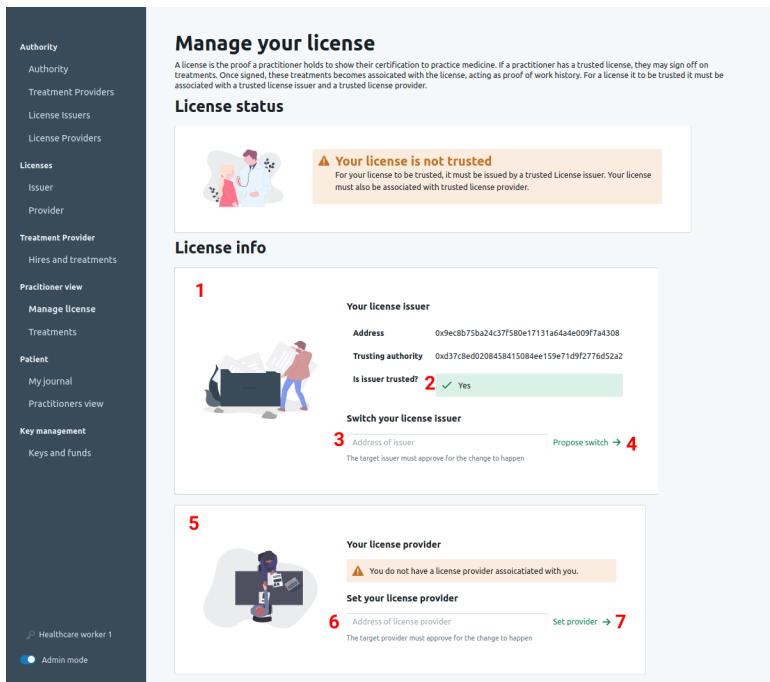 Authority
Authority
Treatment Providers
License Issuers
License Providers
Licenses
Issuer
Provider
Treatment Provider
Hires and treatments
Practitioner view
Manage license
Treatments
Patient
My journal
Practitioners view
Key management
Keys and funds
Healthcare worker 1
Admin mode
Manage your license
A license is the proof a practitioner holds to show their certification to practice medicine. If a practitioner has a trusted license, they may sign off on
treatments. Once signed, these treatments becomes assoicated with the license, acting as proof of work history. For a license it to be trusted it must be
associated with a trusted license issuer and a trusted license provider.
License status
Your license is not trusted
For your license to be trusted, it must be issued by a trusted License issuer. Your license
must also be associated with trusted license provider.
License info
1
Your license issuer
Address 0x9ec8b75ba24c37f580e17131a64a4e009f7a4308
Trusting authority 0xd37c8ed0208458415084ee159e71d9f2776d52a2
Is issuer trusted? 2 Yes
Switch your license issuer
3 Address of issuer Propose switch → 4
The target issuer must approve for the change to happen
5
Your license provider
You do not have a license provider assoicatiated with you.
Set your license provider
6 Address of license provider Set provider → 7
The target provider must approve for the change to happen